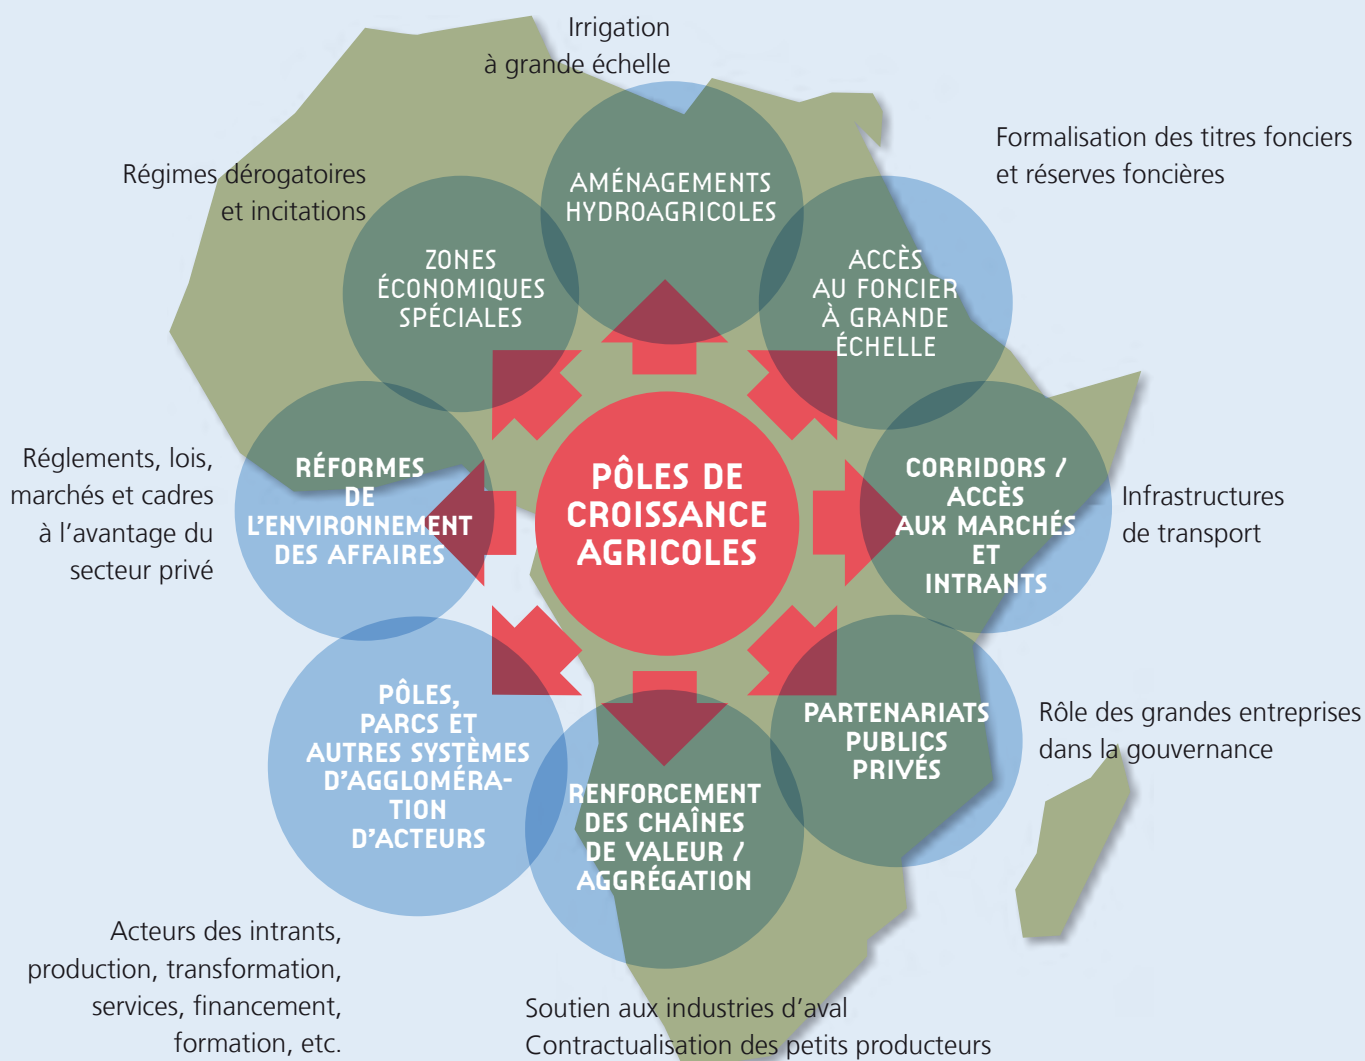 Irrigation
à grande échelle
AMÉNAGEMENTS
HYDROAGRICOLES
Formalisation des titres fonciers
et réserves foncières
ACCÈS
AU FONCIER
À GRANDE
ÉCHELLE
Régimes dérogatoires
et incitations
ZONES
ÉCONOMIQUES
SPÉCIALES
PÔLES DE
CROISSANCE
AGRICOLES
CORRIDORS /
ACCÈS
AUX MARCHÉS
ET
INTRANTS
Infrastructures
de transport
Réglements, lois,
marchés et cadres
à l'avantage du
secteur privé
RÉFORMES
DE
L'ENVIRONNEMENT
DES AFFAIRES
PARTENARIATS
PUBLICS
PRIVÉS
Rôle des grandes entreprises
dans la gouvernance
PÔLES,
PARCS ET
AUTRES SYSTÈMES
D'AGGLOMÉRA-
TION
D'ACTEURS
Acteurs des intrants,
production, transformation,
services, financement,
formation, etc.
RENFORCEMENT
DES CHAÎNES
DE VALEUR /
AGGRÉGATION
Soutien aux industries d'aval
Contractualisation des petits producteurs